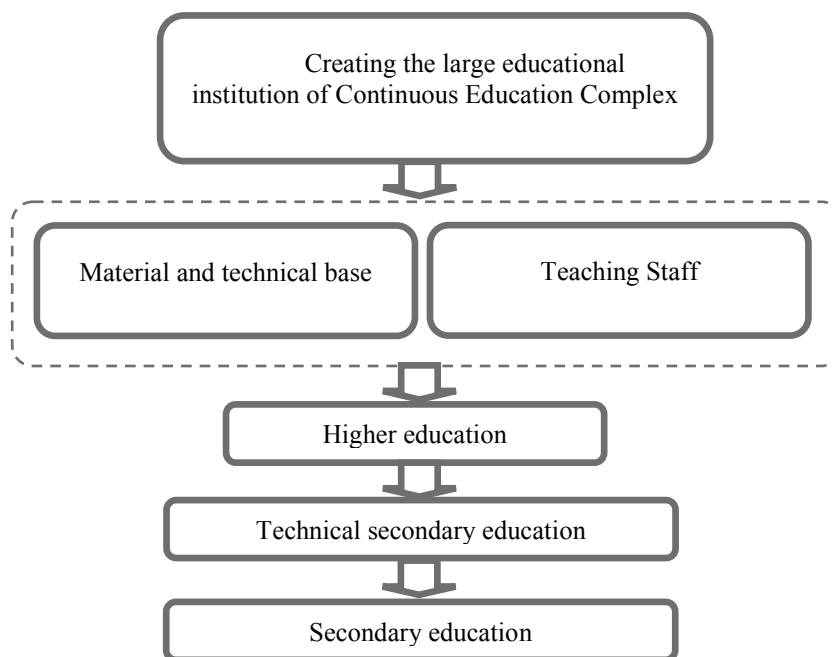 Creating the large educational
institution of Continuous Education Complex
Material and technical base
Teaching Staff
Higher education
Technical secondary education
Secondary education